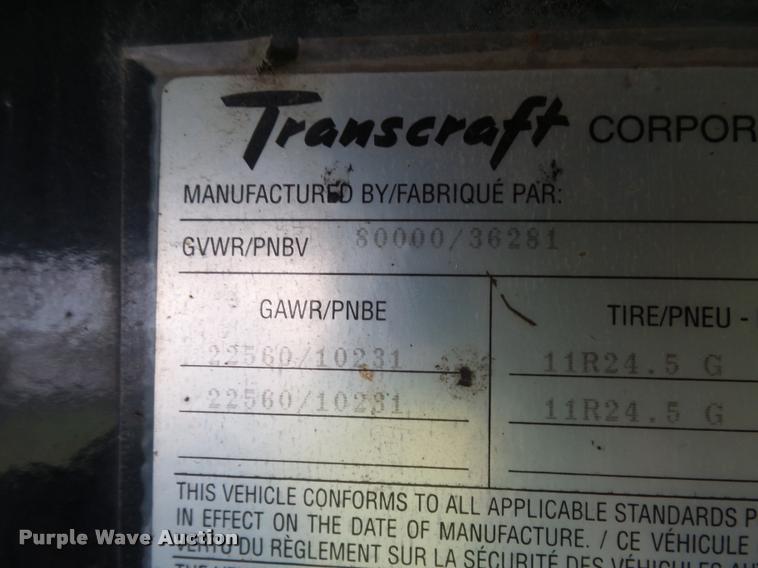 Transcraft CORPOR
MANUFACTURED BY/FABRIQUÉ PAR:
GVWR/PNBV 80000/36281
GAWR/PNBE TIRE/PNEU -
22560/10231 11R24.5 G
22560/10231 11R24.5 G
THIS VEHICLE CONFORMS TO ALL APPLICABLE STANDARDS P
IN EFFECT ON THE DATE OF MANUFACTURE. / CE VÉHICULE
VERTU DU RÈGLEMENT SUR LA SÉCURITÉ DES VÉHICULES AU
Purple Wave Auction